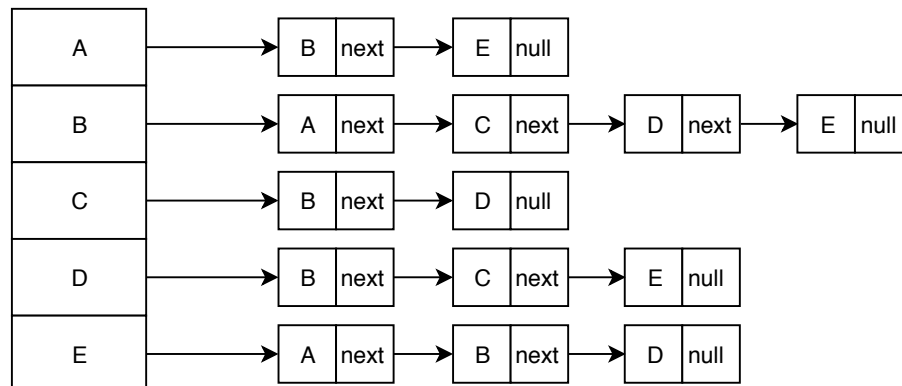 A B next E null
B A next C next D next E null
C B next D null
D B next C next E null
E A next B next D null